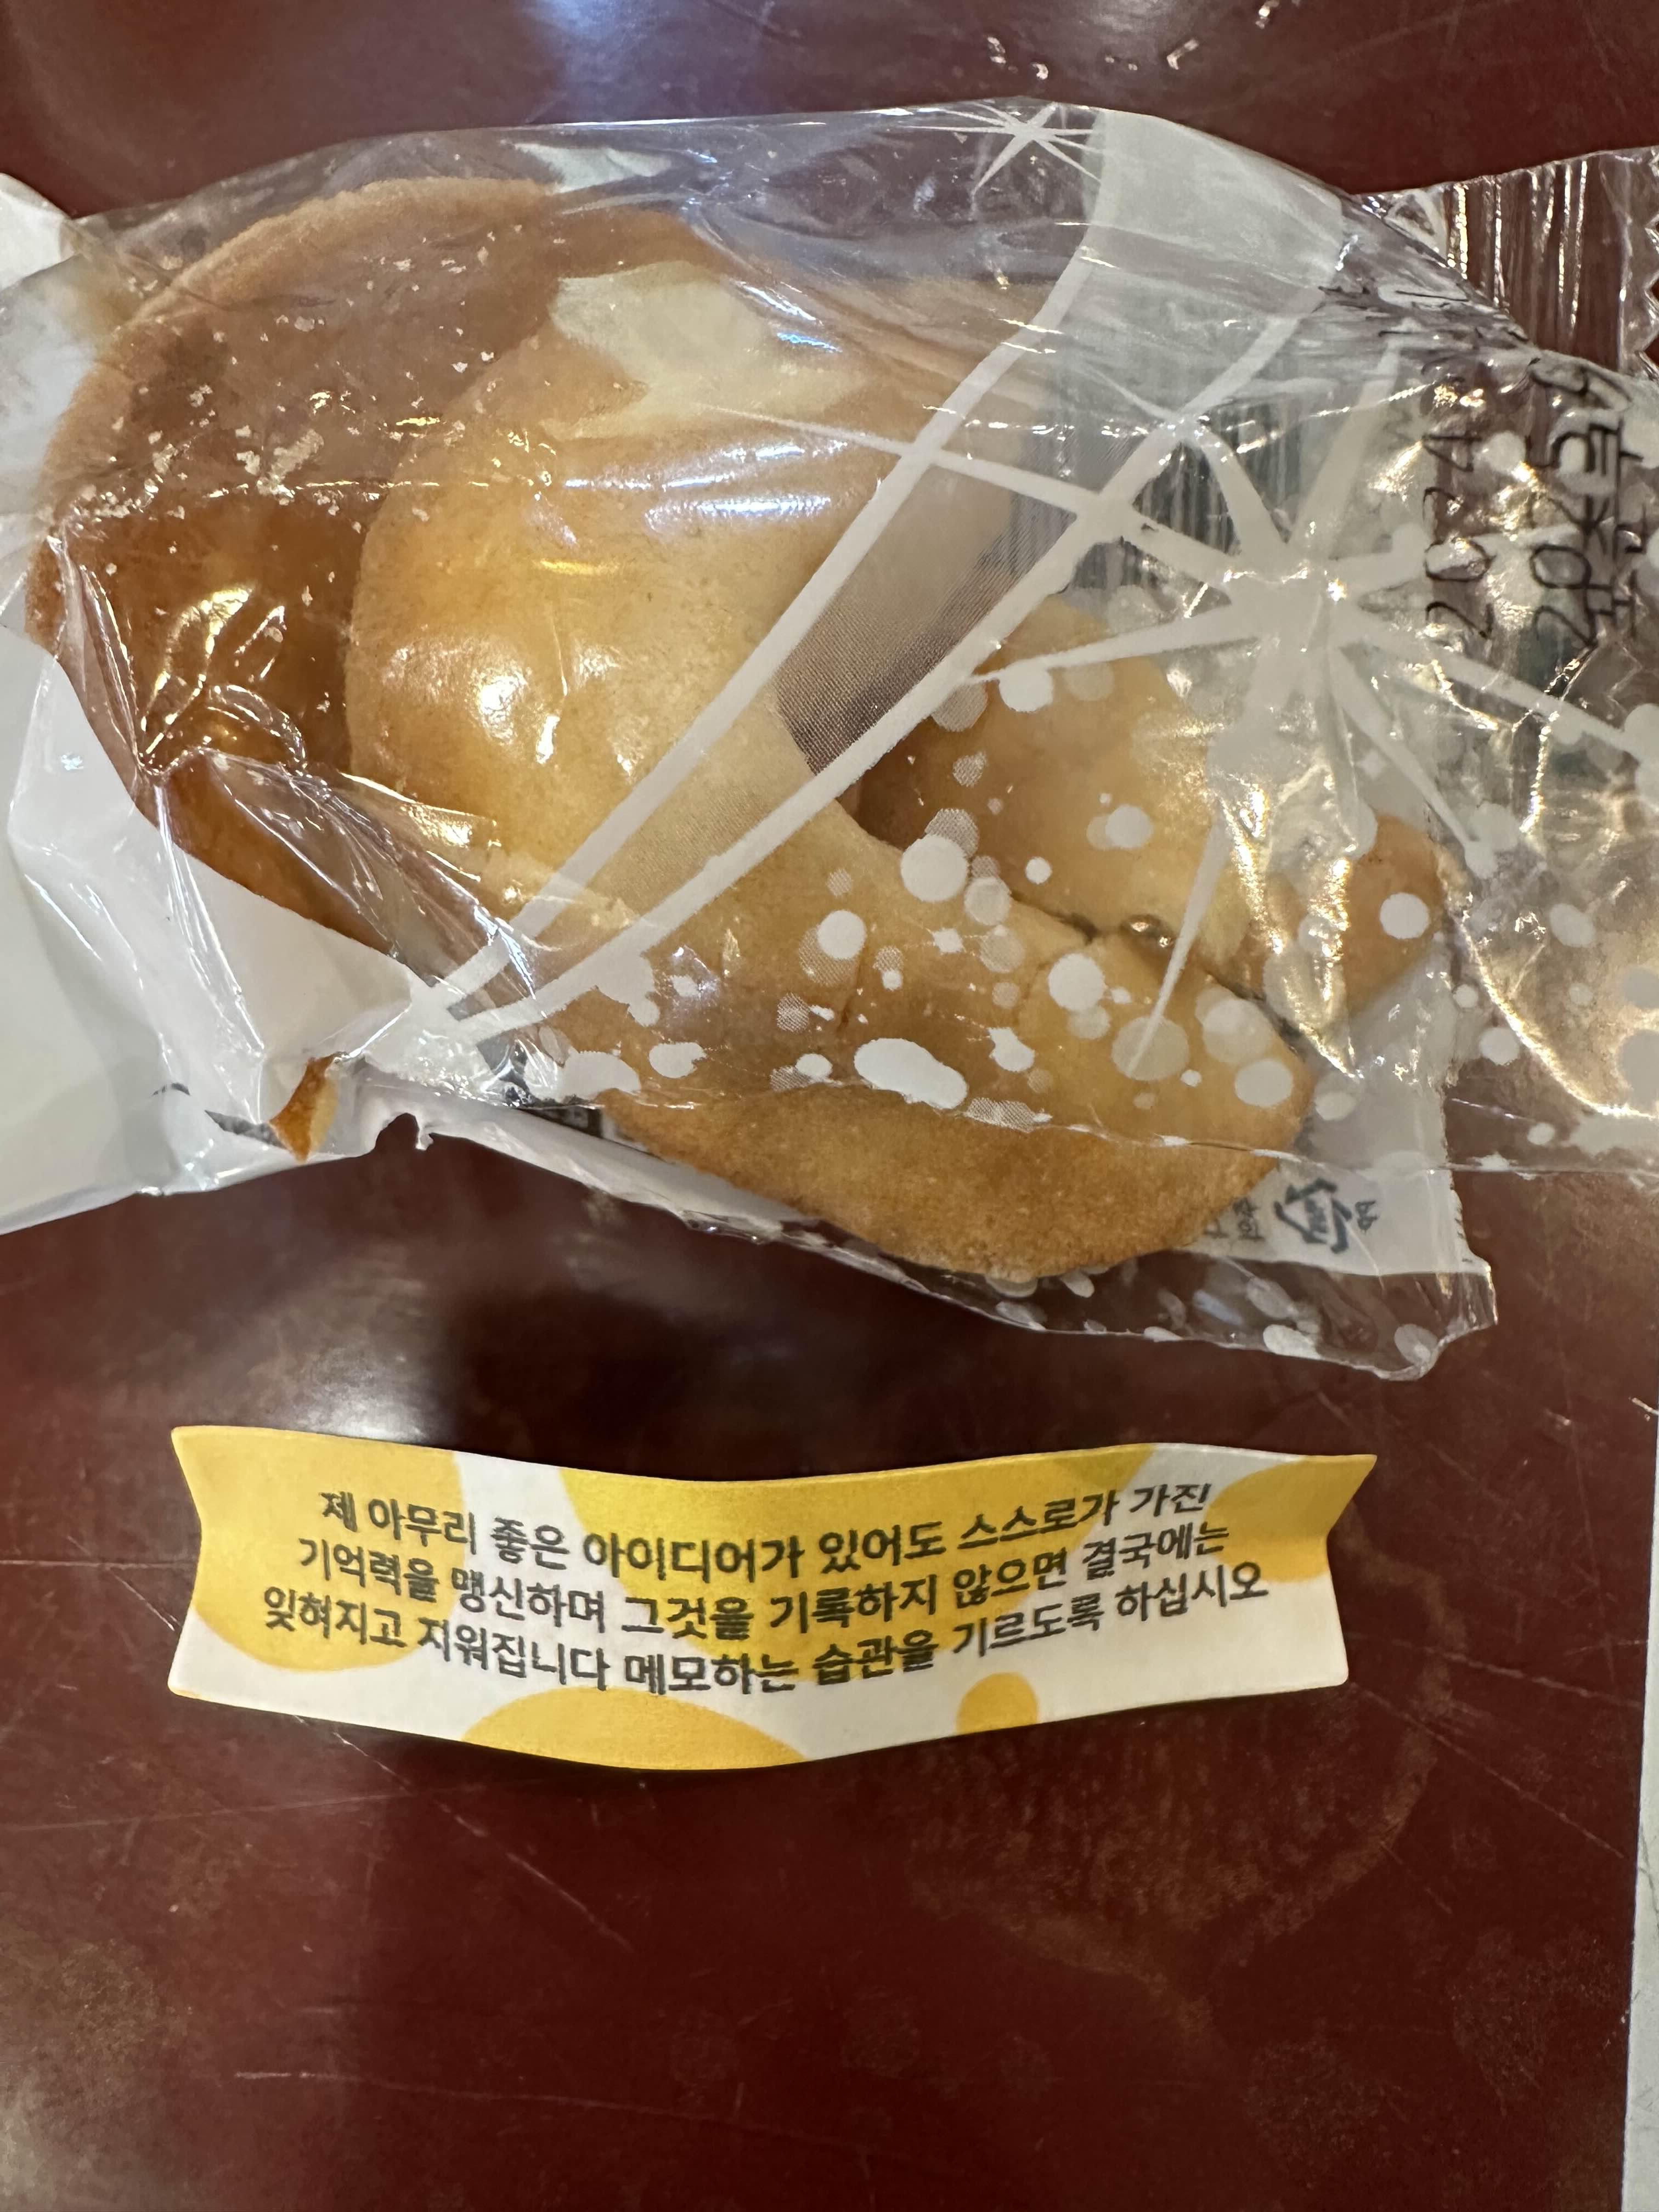 제 아무리 좋은 아이디어가 있어도 스스로가 가진
기억력을 맹신하며 그것을 기록하지 않으면 결국에는
잊혀지고 지워집니다 메모하는 습관을 기르도록 하십시오